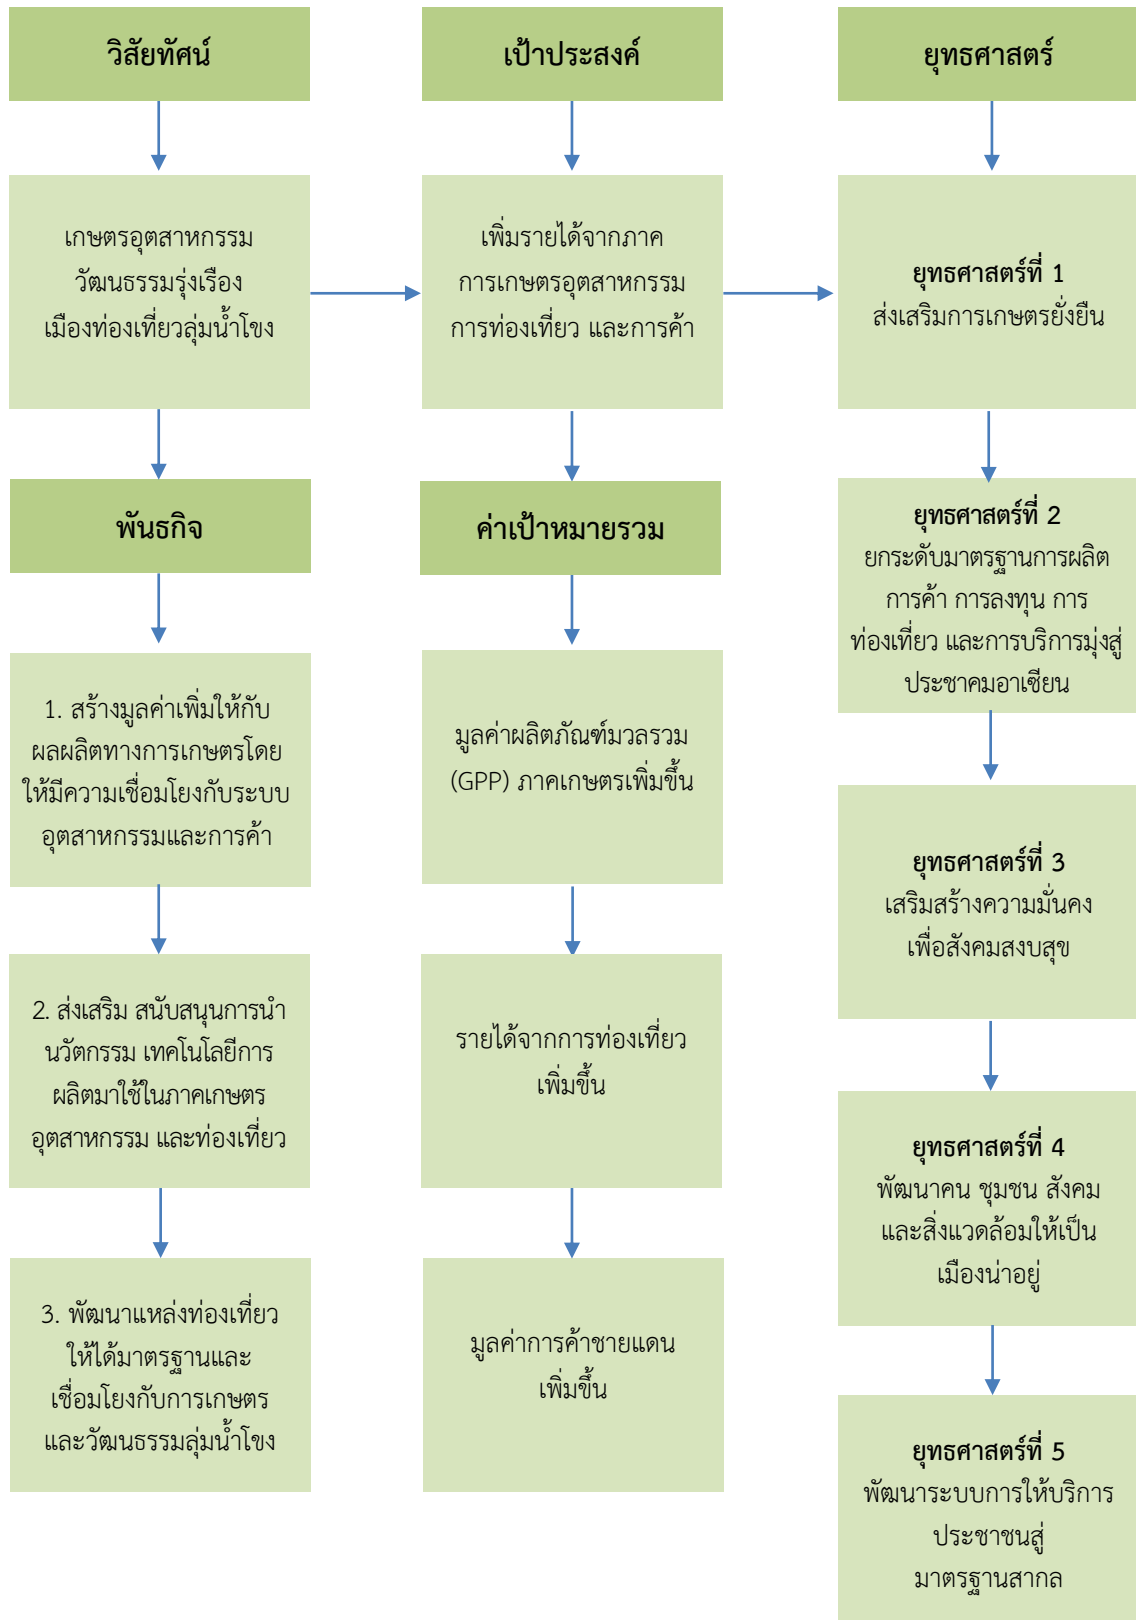 วิสัยทัศน์
เกษตรอุตสาหกรรม
วัฒนธรรมรุ่งเรือง
เมืองท่องเที่ยวลุ่มน้ำโขง
พันธกิจ
1. สร้างมูลค่าเพิ่มให้กับ
ผลผลิตทางการเกษตรโดย
ให้มีความเชื่อมโยงกับระบบ
อุตสาหกรรมและการค้า
2. ส่งเสริม สนับสนุนการนำ
นวัตกรรม เทคโนโลยีการ
ผลิตมาใช้ในภาคเกษตร
อุตสาหกรรม และท่องเที่ยว
3. พัฒนาแหล่งท่องเที่ยว
ให้ได้มาตรฐานและ
เชื่อมโยงกับการเกษตร
และวัฒนธรรมลุ่มน้ำโขง
เป้าประสงค์
เพิ่มรายได้จากภาค
การเกษตรอุตสาหกรรม
การท่องเที่ยว และการค้า
ค่าเป้าหมายรวม
มูลค่าผลิตภัณฑ์มวลรวม
(GPP) ภาคเกษตรเพิ่มขึ้น
รายได้จากการท่องเที่ยว
เพิ่มขึ้น
มูลค่าการค้าชายแดน
เพิ่มขึ้น
ยุทธศาสตร์
ยุทธศาสตร์ที่ 1
ส่งเสริมการเกษตรยั่งยืน
ยุทธศาสตร์ที่ 2
ยกระดับมาตรฐานการผลิต
การค้า การลงทุน การ
ท่องเที่ยว และการบริการมุ่งสู่
ประชาคมอาเซียน
ยุทธศาสตร์ที่ 3
เสริมสร้างความมั่นคง
เพื่อสังคมสงบสุข
ยุทธศาสตร์ที่ 4
พัฒนาคน ชุมชน สังคม
และสิ่งแวดล้อมให้เป็น
เมืองน่าอยู่
ยุทธศาสตร์ที่ 5
พัฒนาระบบการให้บริการ
ประชาชนสู่
มาตรฐานสากล